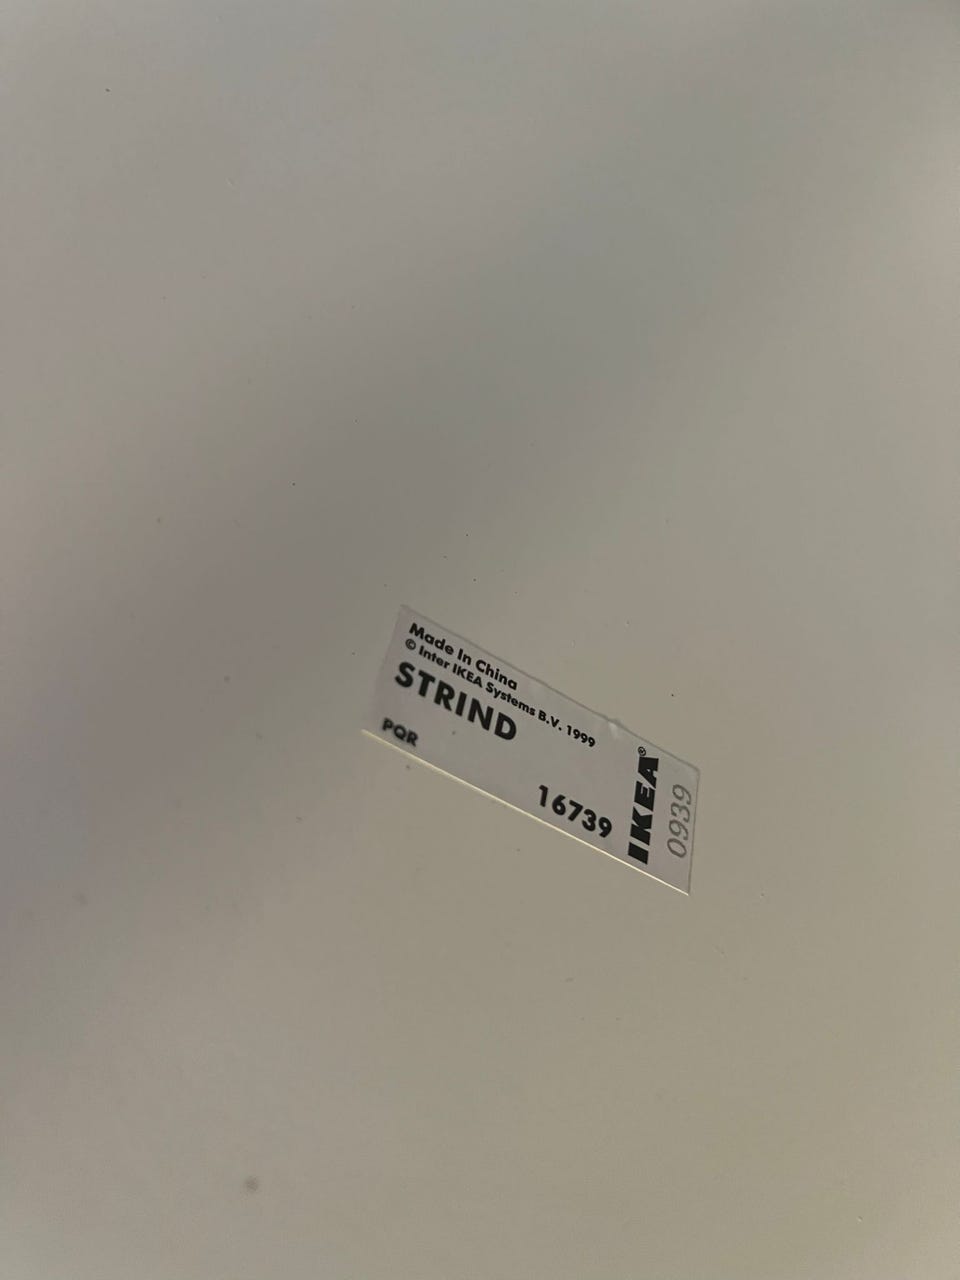 Made In China
© Inter IKEA Systems B.V. 1999
STRIND
PQR
16739
IKEA®
0939